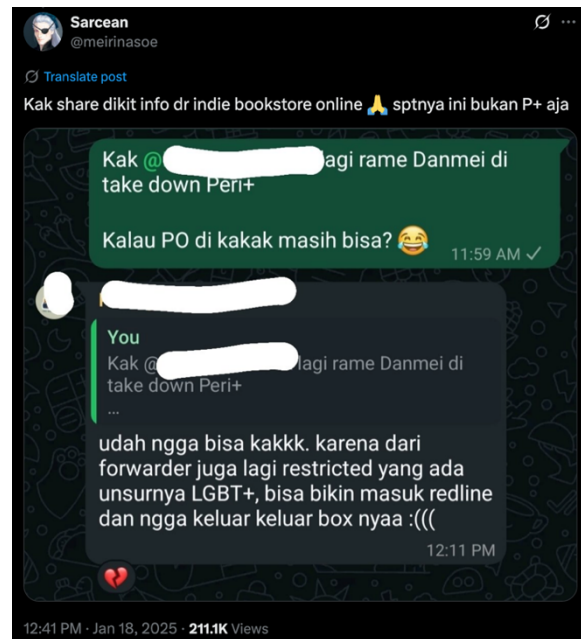 Sarcean
@meirinasoe
Translate post
Kak share dikit info dr indie bookstore online 🙏 sptnya ini bukan P+ aja
Kak @ lagi rame Danmei di
take down Peri+
Kalau PO di kakak masih bisa? 😂
11:59 AM ✓
You
Kak @ lagi rame Danmei di
take down Peri+
...
udah ngga bisa kakkk. karena dari
forwarder juga lagi restricted yang ada
unsurnya LGBT+, bisa bikin masuk redline
dan ngga keluar keluar box nyaa :(((
12:11 PM
12:41 PM · Jan 18, 2025 · 211.1K Views